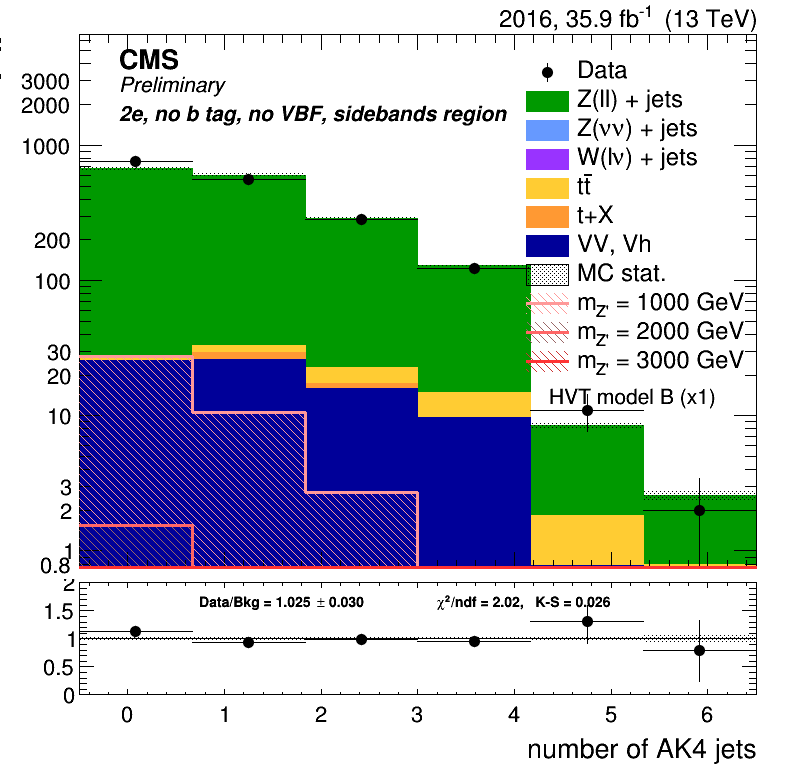 2016, 35.9 fb⁻¹ (13 TeV)
CMS
Preliminary
2e, no b tag, no VBF, sidebands region
Data
Z(ll) + jets
Z(νν) + jets
W(lν) + jets
tt̄
t+X
VV, Vh
MC stat.
m_Z' = 1000 GeV
m_Z' = 2000 GeV
m_Z' = 3000 GeV
HVT model B (x1)
3000
2000
1000
200
100
30
20
10
3
2
1
0.8
Data/Bkg = 1.025 ± 0.030
χ²/ndf = 2.02, K-S = 0.026
2
1.5
1
0.5
0
0 1 2 3 4 5 6
number of AK4 jets